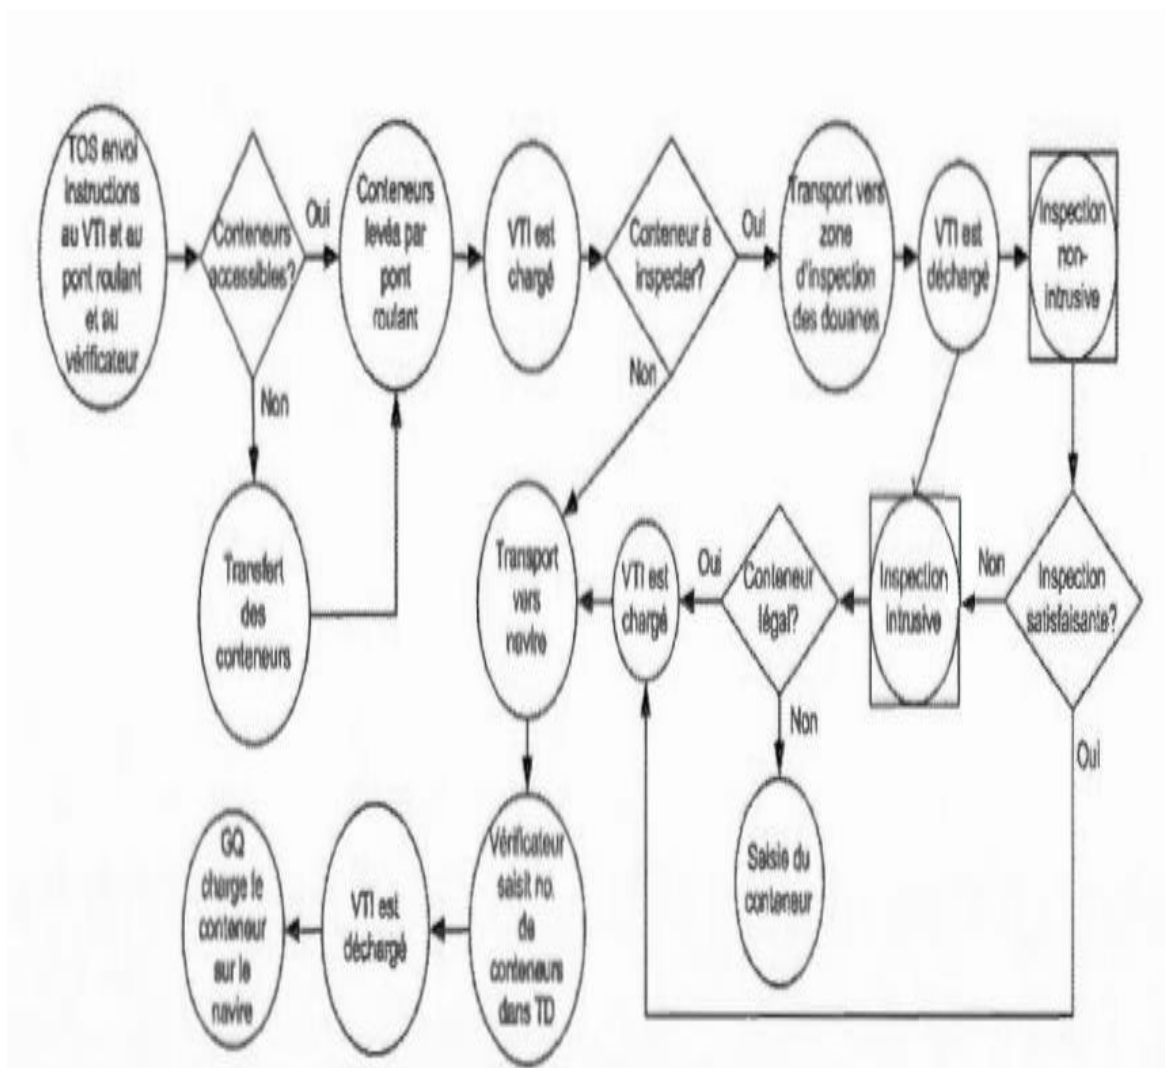 TOS envoi
instructions
au VTI et au
pont roulant
et au
vérificateur
Conteneurs
accessibles?
Oui
Non
Conteneurs
levés par
pont
roulant
VTI est
chargé
Conteneur à
inspecter?
Oui
Non
Transport vers
zone
d'inspection
des douanes
VTI est
déchargé
Inspection
non-
intrusive
Transfert
des
conteneurs
Transport
vers
navire
VTI est
chargé
Oui
Conteneur
légal?
Non
Inspection
intrusive
Non
Inspection
satisfaisante?
Oui
GQ
charge le
conteneur
sur le
navire
VTI est
déchargé
Vérificateur
saisit no.
de
conteneurs
dans TD
Saisie du
conteneur